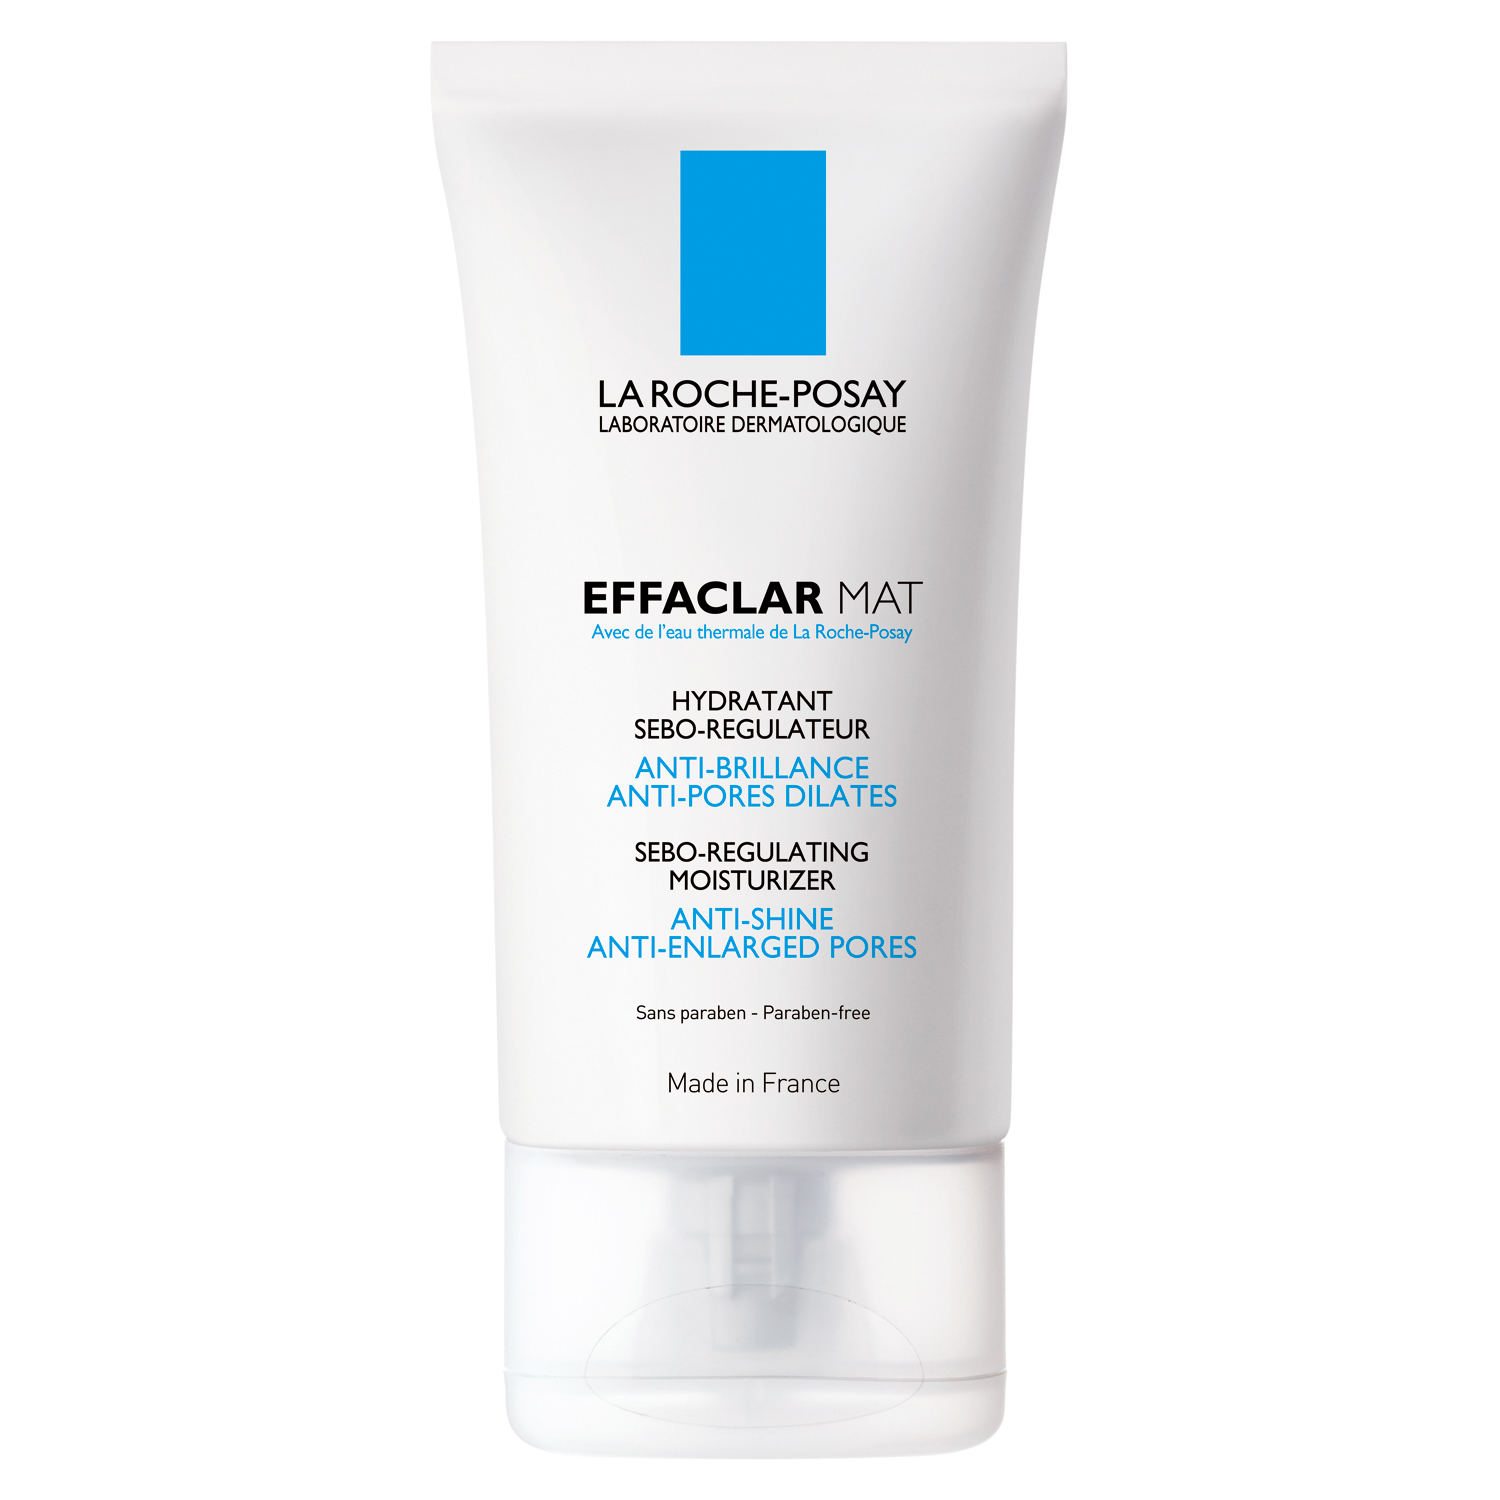 LA ROCHE-POSAY
LABORATOIRE DERMATOLOGIQUE
EFFACLAR MAT
Avec de l'eau thermale de La Roche-Posay
HYDRATANT
SEBO-REGULATEUR
ANTI-BRILLANCE
ANTI-PORES DILATES
SEBO-REGULATING
MOISTURIZER
ANTI-SHINE
ANTI-ENLARGED PORES
Sans paraben - Paraben-free
Made in France